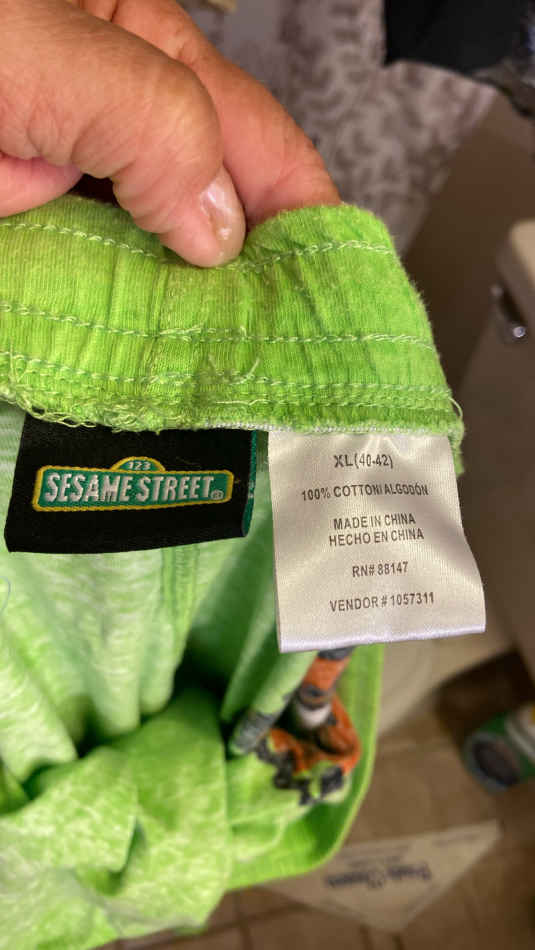 123
SESAME STREET
XL(40-42)
100% COTTON/ALGODÓN
MADE IN CHINA
HECHO EN CHINA
RN# 88147
VENDOR # 1057311